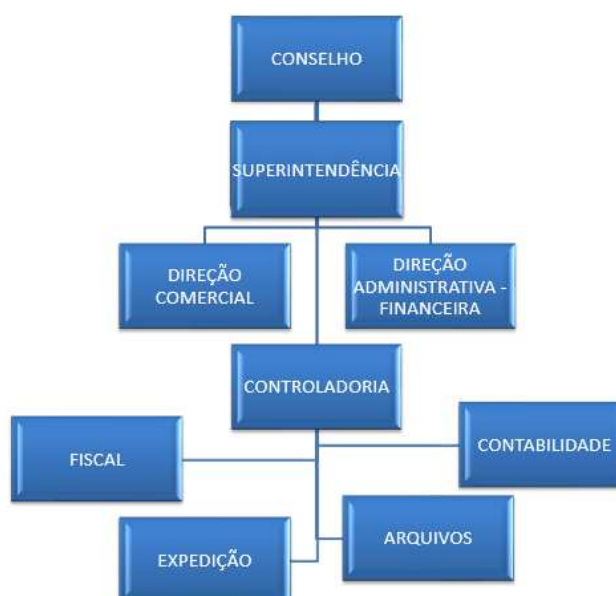 CONSELHO
SUPERINTENDÊNCIA
DIREÇÃO
COMERCIAL
DIREÇÃO
ADMINISTRATIVA -
FINANCEIRA
CONTROLADORIA
FISCAL
CONTABILIDADE
EXPEDIÇÃO
ARQUIVOS